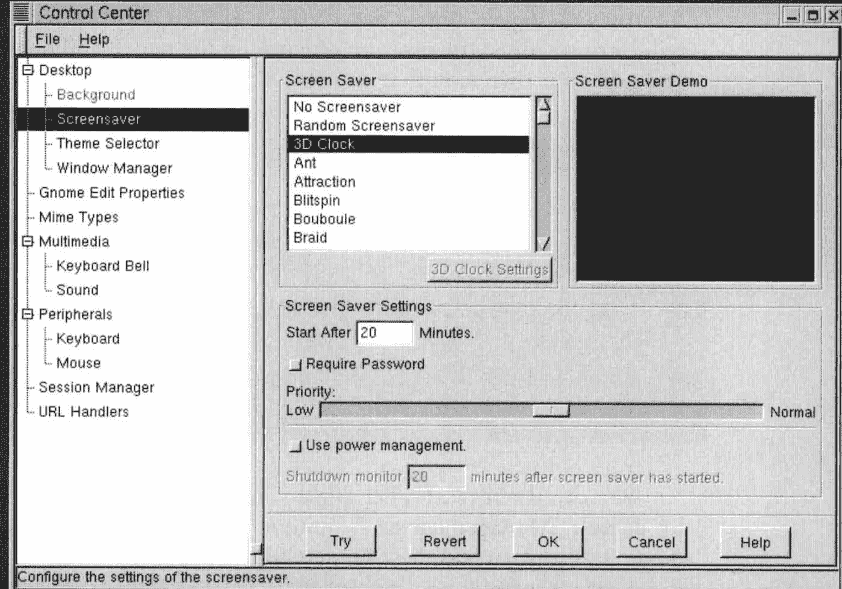 Control Center
File Help
Desktop
Background
Screensaver
Theme Selector
Window Manager
Gnome Edit Properties
Mime Types
Multimedia
Keyboard Bell
Sound
Peripherals
Keyboard
Mouse
Session Manager
URL Handlers
Screen Saver
No Screensaver
Random Screensaver
3D Clock
Ant
Attraction
Blitspin
Bouboule
Braid
3D Clock Settings
Screen Saver Demo
Screen Saver Settings
Start After 20 Minutes.
Require Password
Priority:
Low Normal
Use power management.
Shutdown monitor 20 minutes after screen saver has started.
Try Revert OK Cancel Help
Configure the settings of the screensaver.